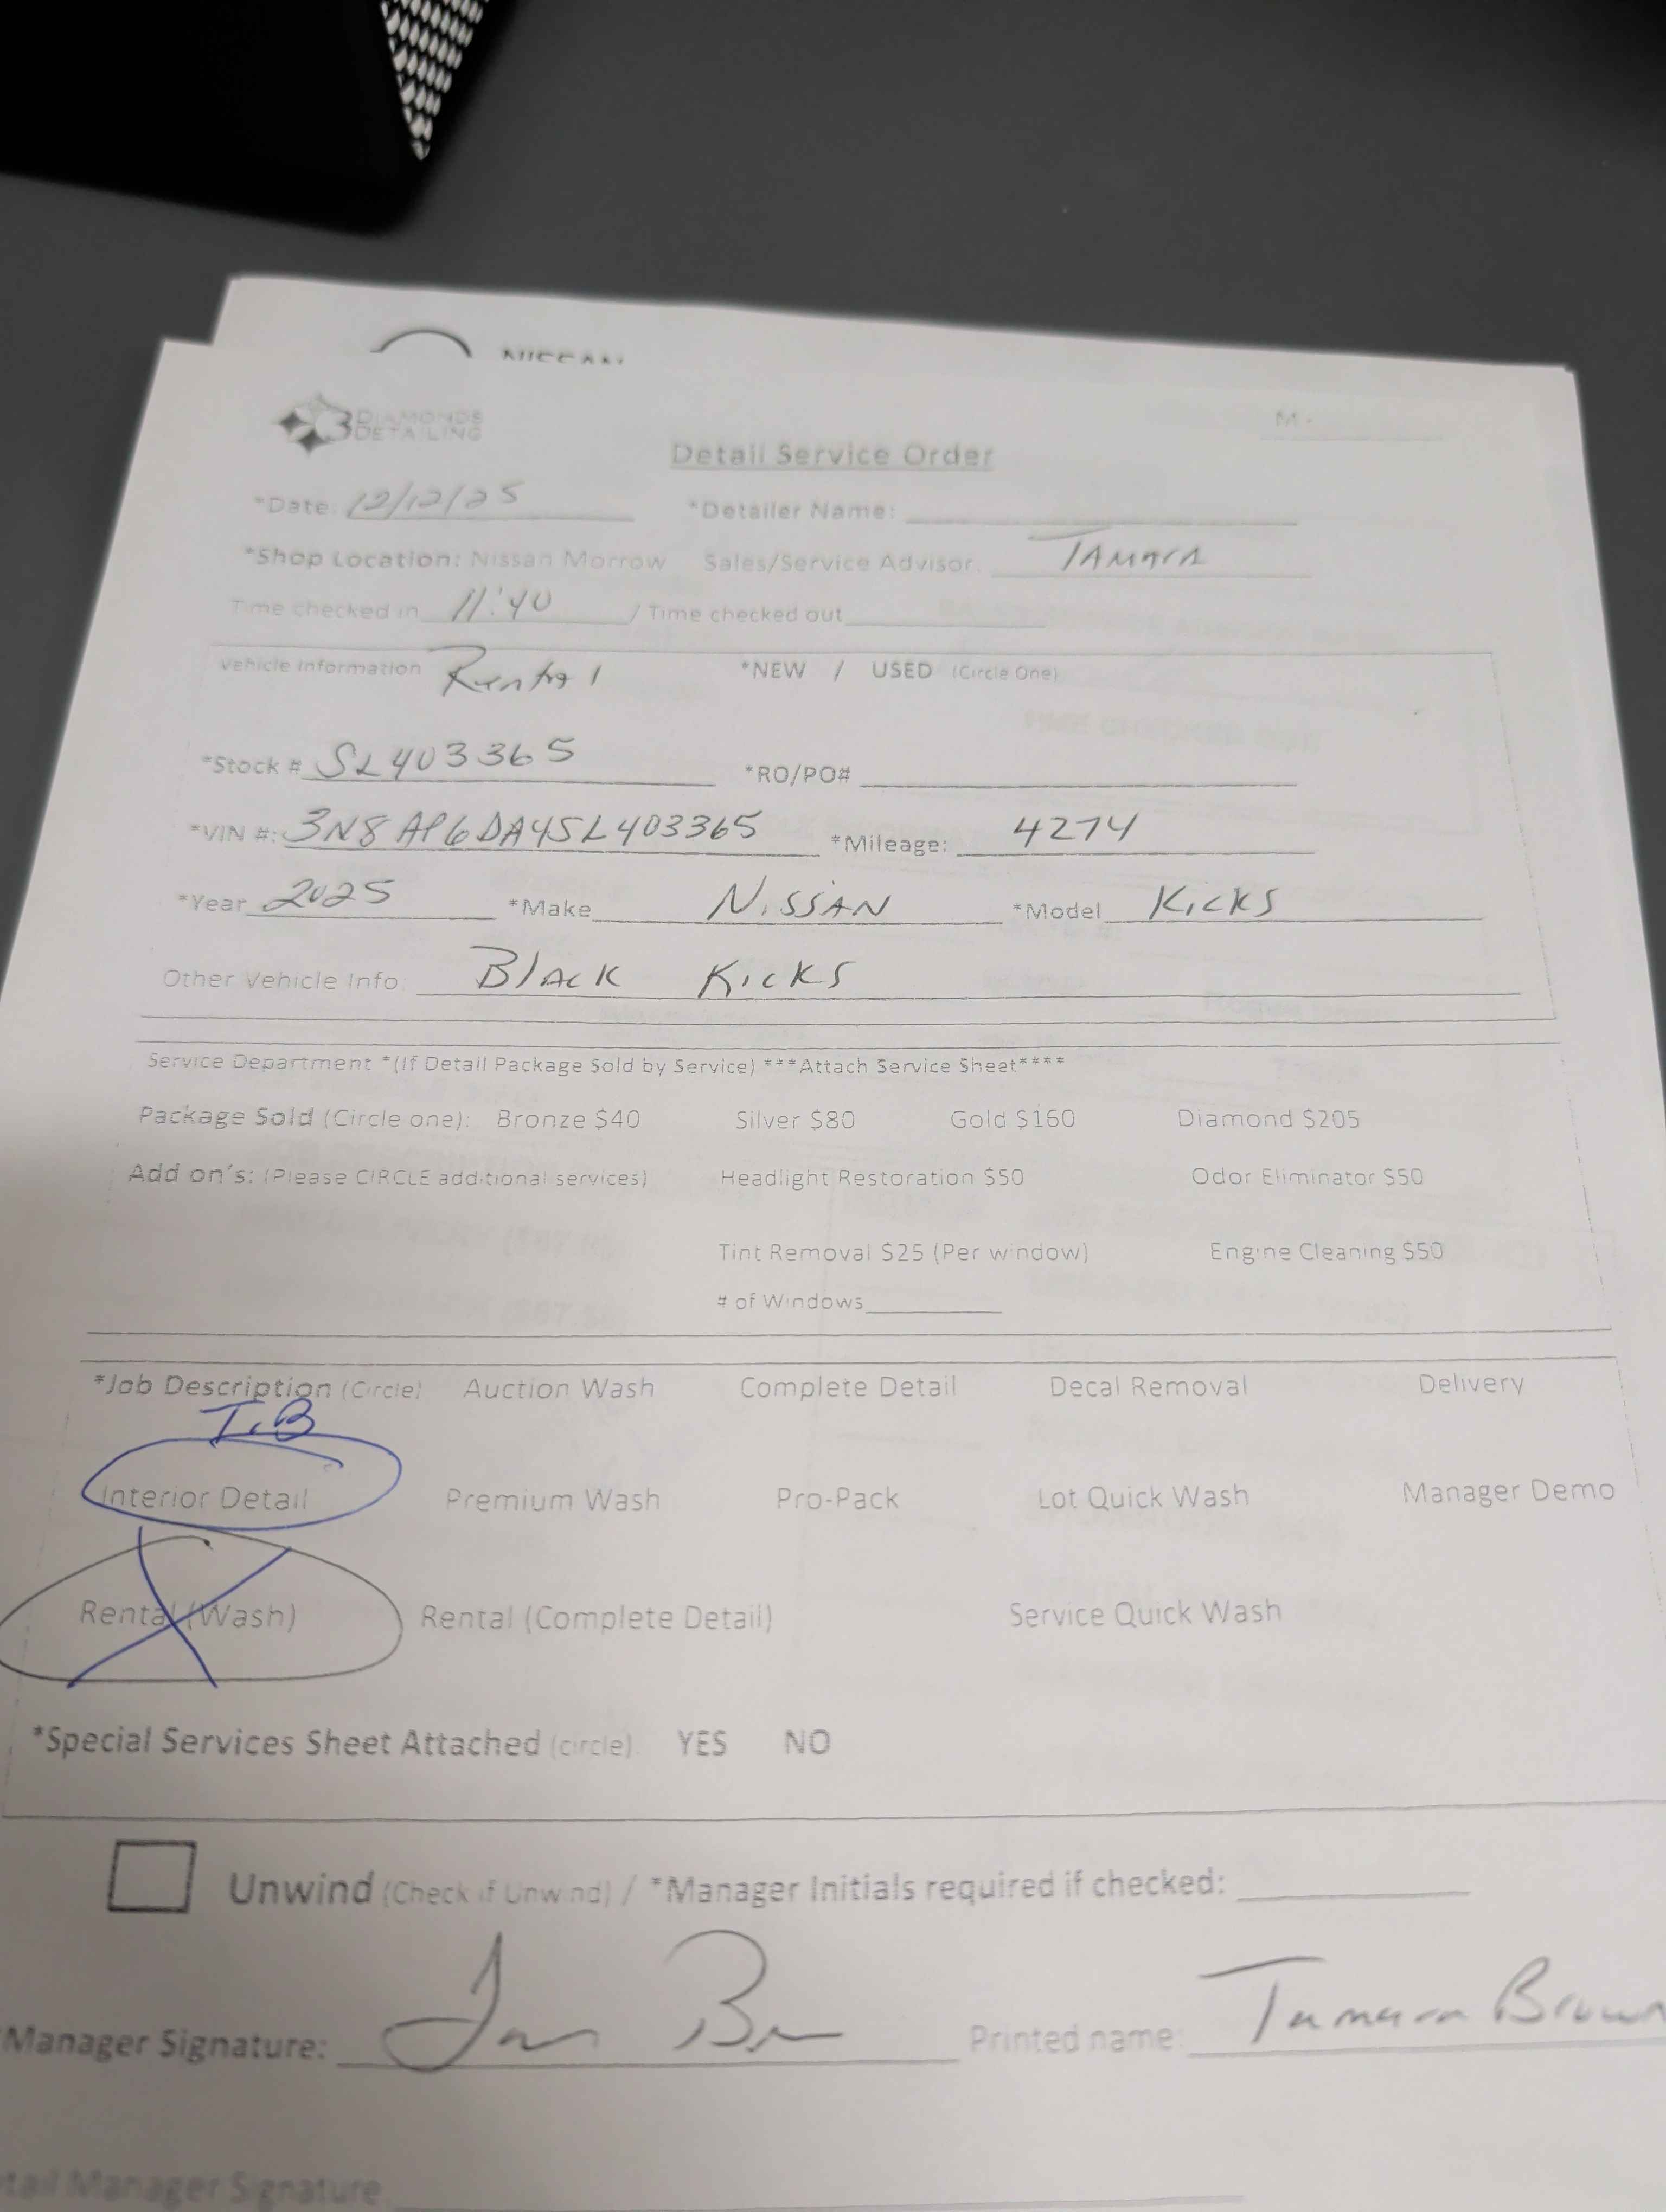 NISSAN
3 DIAMONDS DETAILING
M -
Detail Service Order
*Date 12/12/25 *Detailer Name:
*Shop Location: Nissan Morrow Sales/Service Advisor. TAMARA
Time checked in 11:40 / Time checked out
Vehicle Information Rental *NEW / USED (Circle One)
*Stock # SL403365 *RO/PO#
*VIN #: 3N8AP6DA4SL403365 *Mileage: 4274
*Year 2025 *Make NISSAN *Model KICKS
Other Vehicle Info: Black KICKS
Service Department *(If Detail Package Sold by Service) ***Attach Service Sheet****
Package Sold (Circle one): Bronze $40 Silver $80 Gold $160 Diamond $205
Add on's: (Please CIRCLE additional services) Headlight Restoration $50 Odor Eliminator $50
Tint Removal $25 (Per window) Engine Cleaning $50
# of Windows
*Job Description (Circle) Auction Wash Complete Detail Decal Removal Delivery
T.B
Interior Detail Premium Wash Pro-Pack Lot Quick Wash Manager Demo
Rental (Wash) Rental (Complete Detail) Service Quick Wash
*Special Services Sheet Attached (circle). YES NO
Unwind (Check if Unwind) / *Manager Initials required if checked:
Manager Signature: Printed name: Tamara Brown
tail Manager Signature